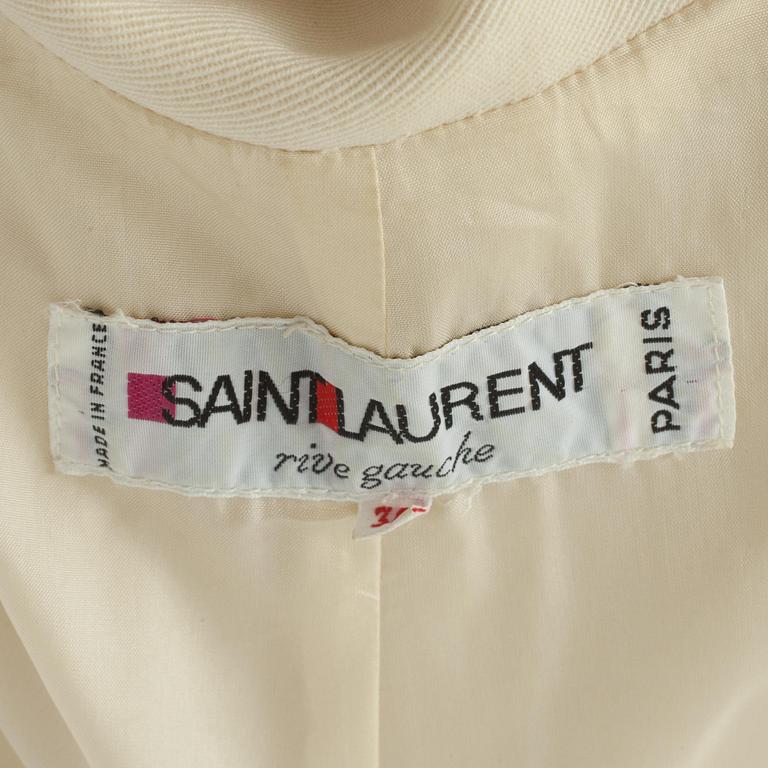 MADE IN FRANCE
SAINT LAURENT
rive gauche
PARIS